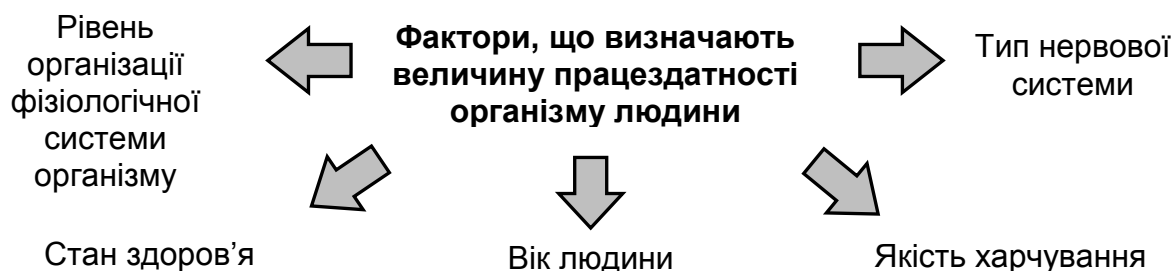 Рівень
організації
фізіологічної
системи
організму
Фактори, що визначають
величину працездатності
організму людини
Тип нервової
системи
Стан здоров’я
Вік людини
Якість харчування